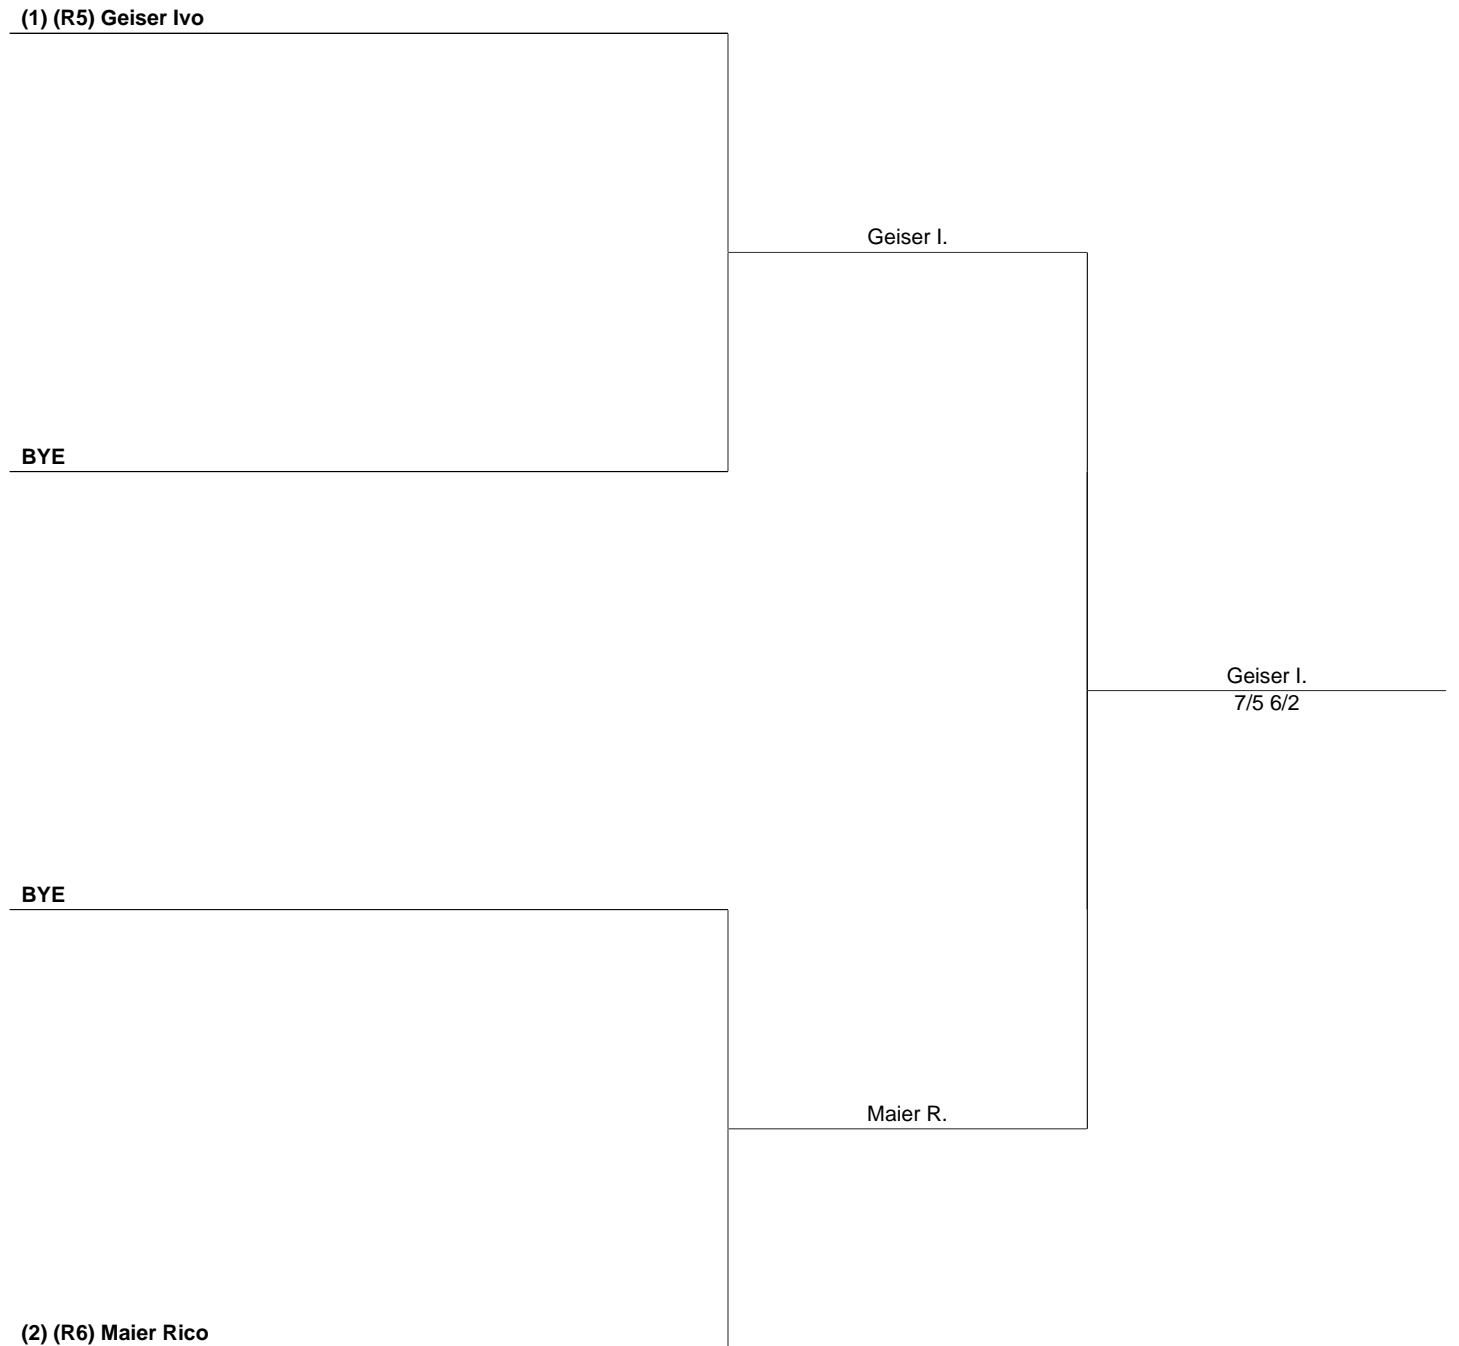 (1) (R5) Geiser Ivo
Geiser I.
BYE
Geiser I.
7/5 6/2
BYE
Maier R.
(2) (R6) Maier Rico